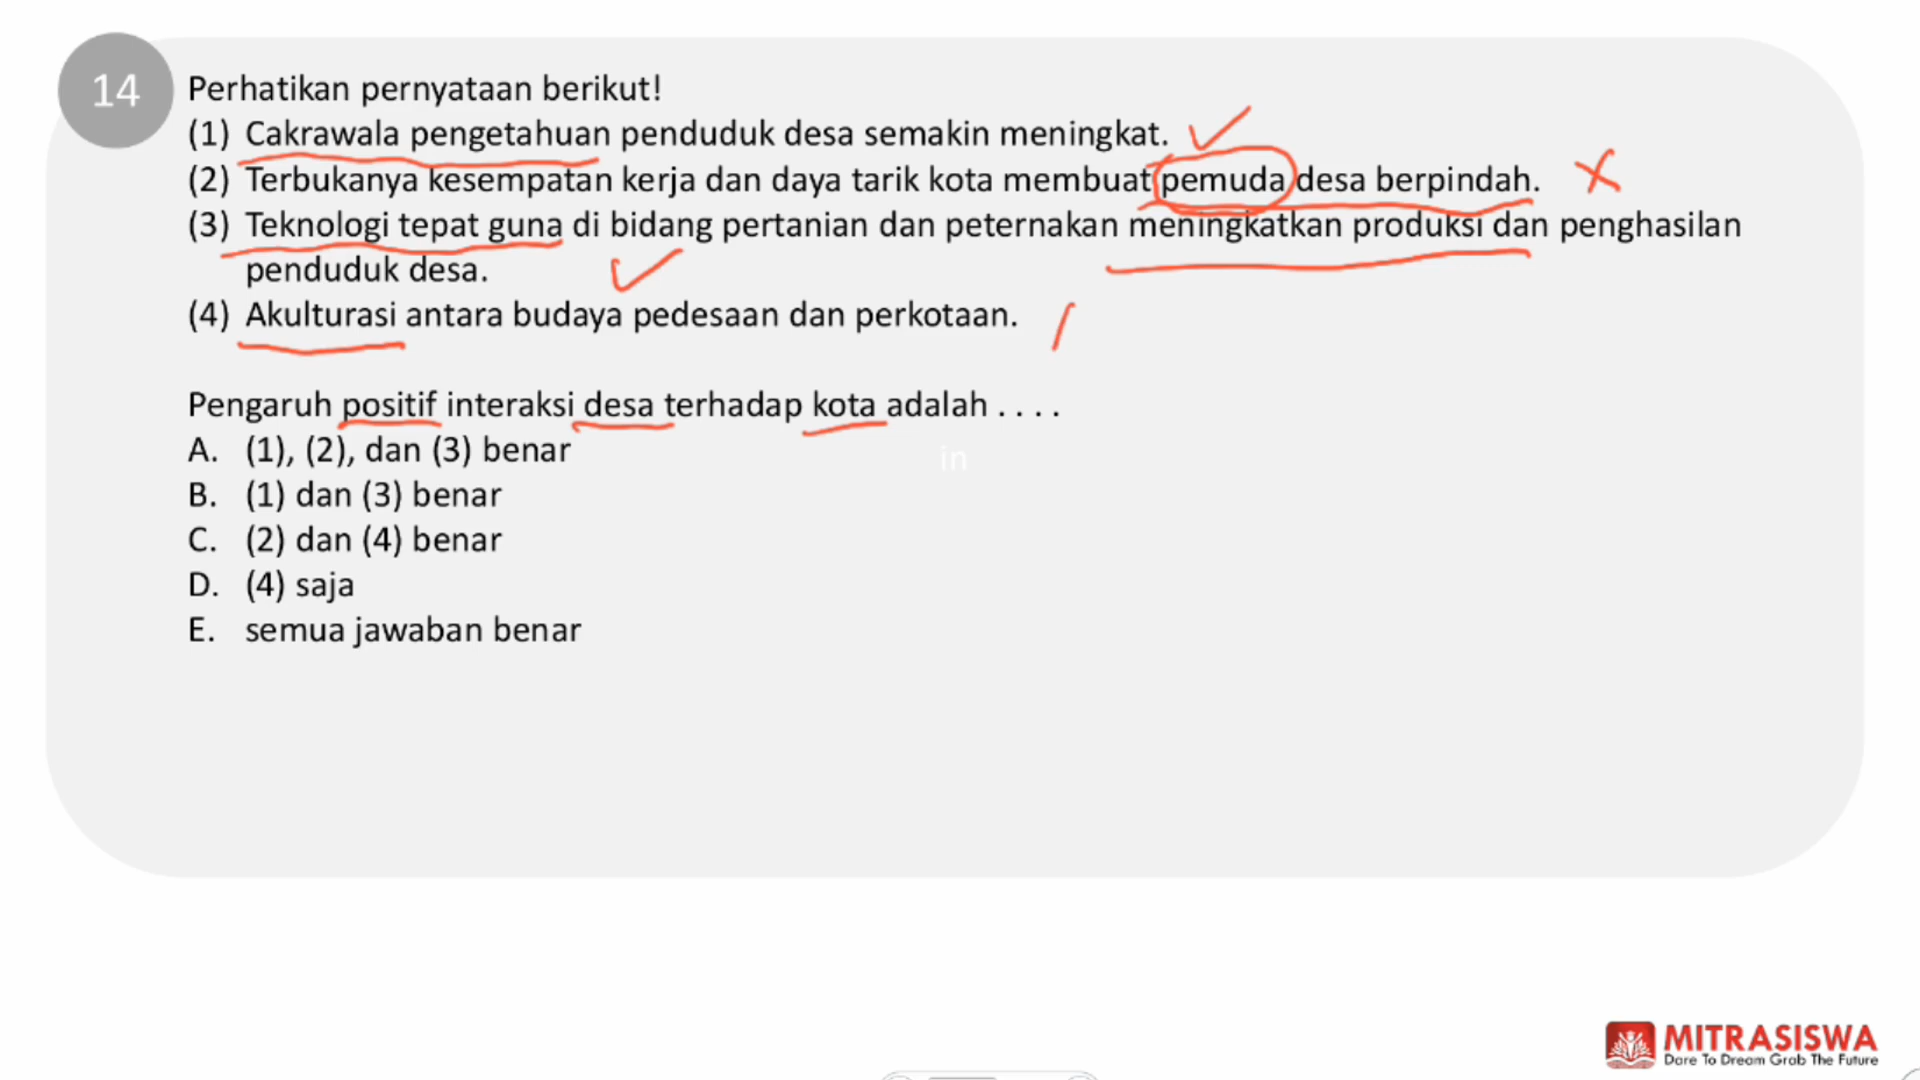 14
Perhatikan pernyataan berikut!
(1) Cakrawala pengetahuan penduduk desa semakin meningkat.
(2) Terbukanya kesempatan kerja dan daya tarik kota membuat pemuda desa berpindah.
(3) Teknologi tepat guna di bidang pertanian dan peternakan meningkatkan produksi dan penghasilan
penduduk desa.
(4) Akulturasi antara budaya pedesaan dan perkotaan.
Pengaruh positif interaksi desa terhadap kota adalah . . . .
A. (1), (2), dan (3) benar
in
B. (1) dan (3) benar
C. (2) dan (4) benar
D. (4) saja
E. semua jawaban benar
MITRASISWA
Dare To Dream Grab The Future